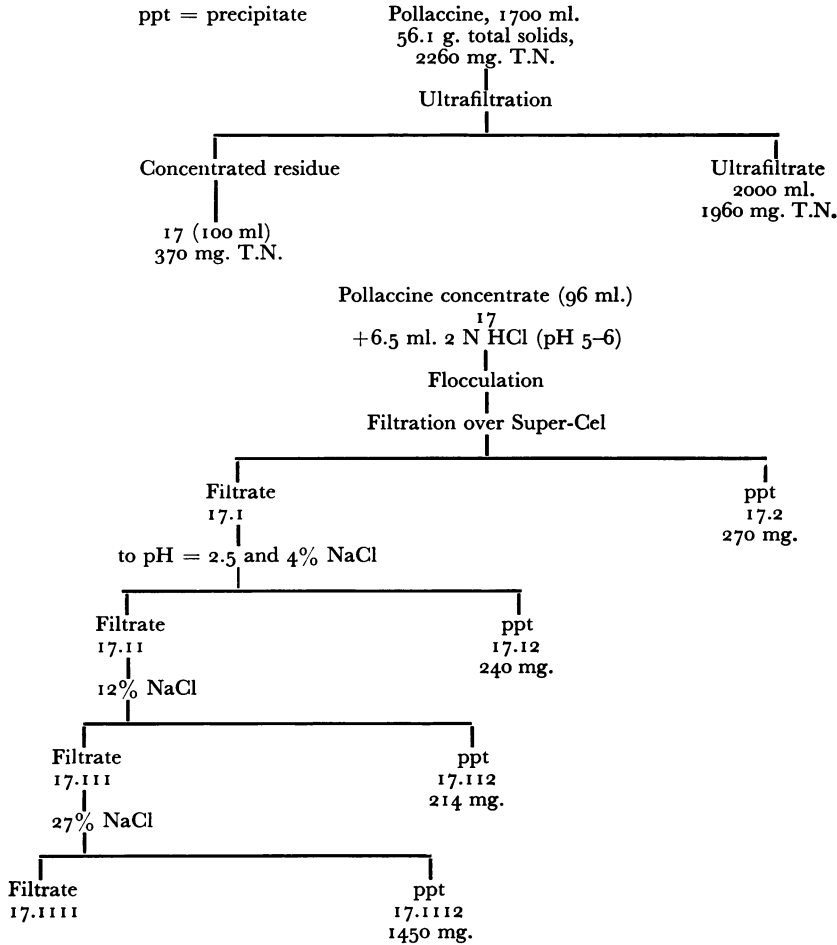 ppt = precipitate
Pollaccine, 1700 ml.
56.1 g. total solids,
2260 mg. T.N.
Ultrafiltration
Concentrated residue
17 (100 ml)
370 mg. T.N.
Ultrafiltrate
2000 ml.
1960 mg. T.N.
Pollaccine concentrate (96 ml.)
17
+6.5 ml. 2 N HCl (pH 5–6)
Flocculation
Filtration over Super-Cel
Filtrate
17.1
ppt
17.2
270 mg.
to pH = 2.5 and 4% NaCl
Filtrate
17.11
ppt
17.12
240 mg.
12% NaCl
Filtrate
17.111
ppt
17.112
214 mg.
27% NaCl
Filtrate
17.1111
ppt
17.1112
1450 mg.